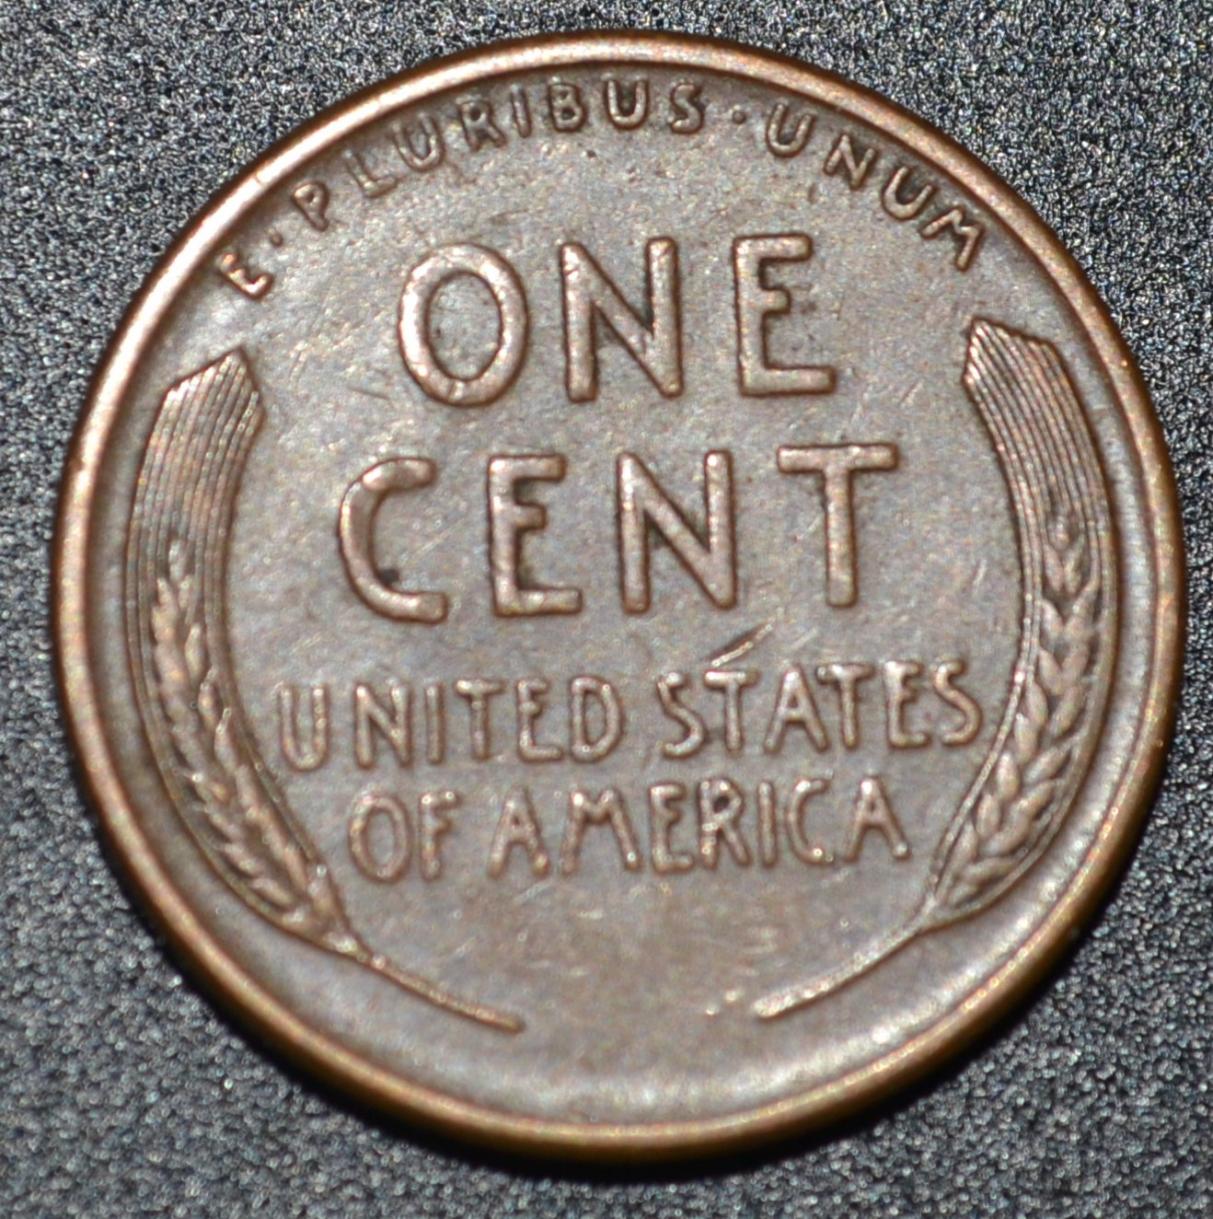 E·PLURIBUS·UNUM
ONE
CENT
UNITED STATES
OF AMERICA